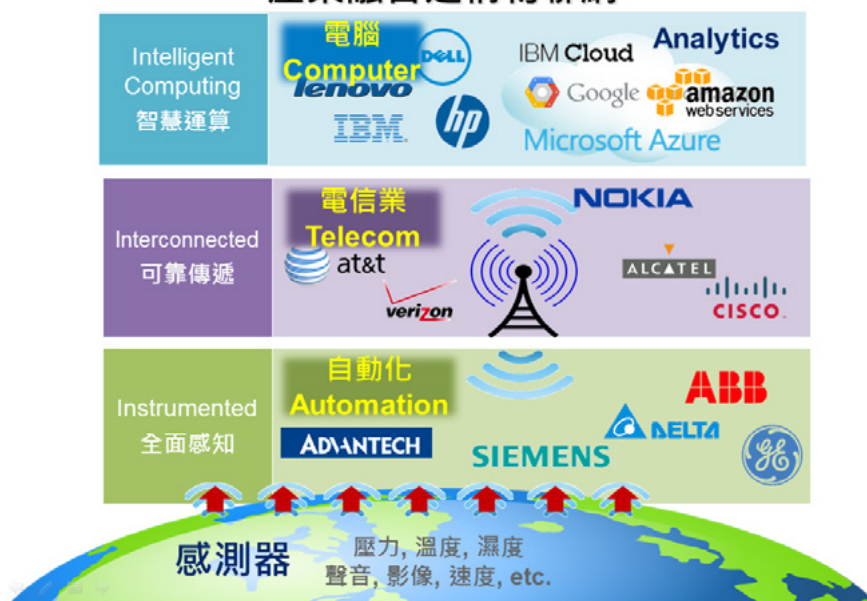 Intelligent
Computing
智慧運算
電腦
Computer
DELL
lenovo
IBM
hp
IBM Cloud
Analytics
Google
amazon
webservices
Microsoft Azure
Interconnected
可靠傳遞
電信業
Telecom
at&t
verizon
NOKIA
ALCATEL
CISCO
Instrumented
全面感知
自動化
Automation
ADVANTECH
SIEMENS
ABB
DELTA
GE
感測器
壓力, 溫度, 濕度
聲音, 影像, 速度, etc.